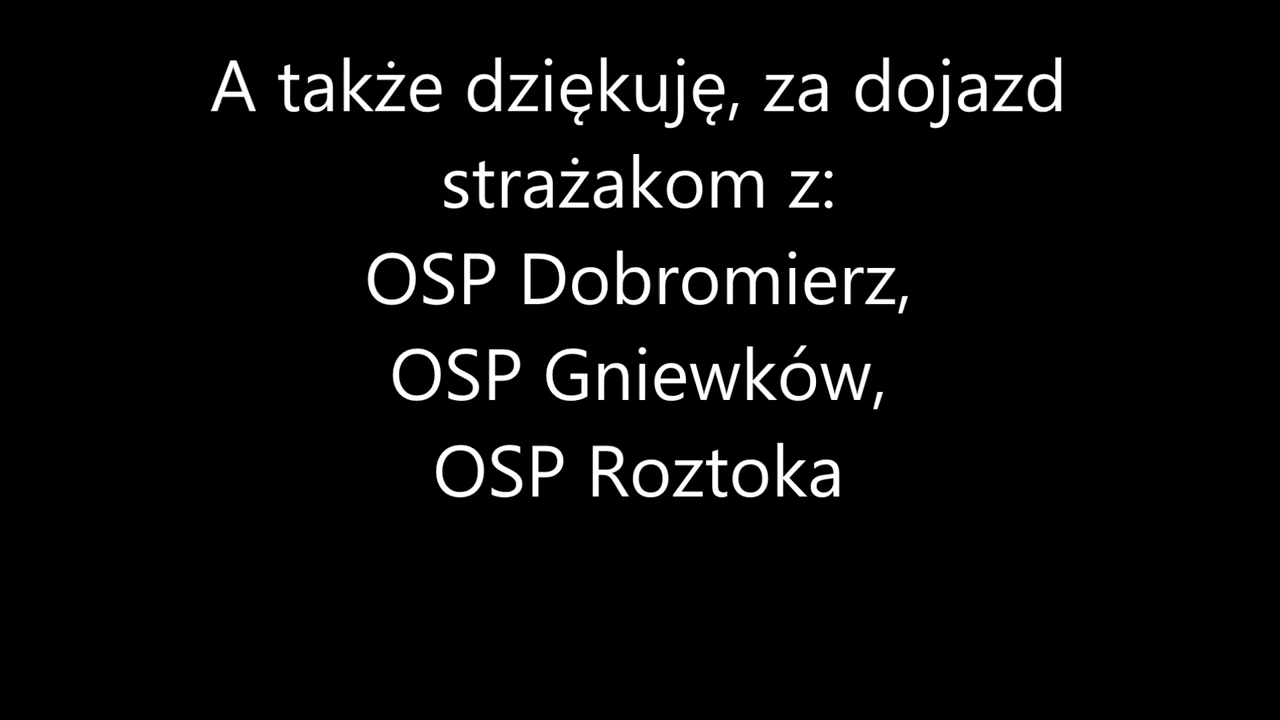 A także dziękuję, za dojazd
strażakom z:
OSP Dobromierz,
OSP Gniewków,
OSP Roztoka